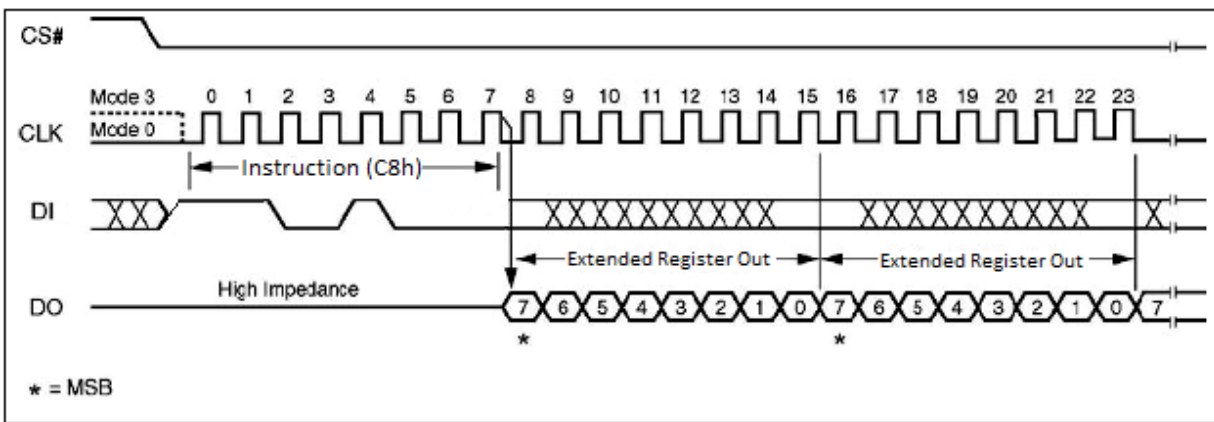 CS#
Mode 3 0 1 2 3 4 5 6 7 8 9 10 11 12 13 14 15 16 17 18 19 20 21 22 23
CLK Mode 0
Instruction (C8h)
DI
Extended Register Out Extended Register Out
High Impedance
DO 7 6 5 4 3 2 1 0 7 6 5 4 3 2 1 0 7
* *
* = MSB